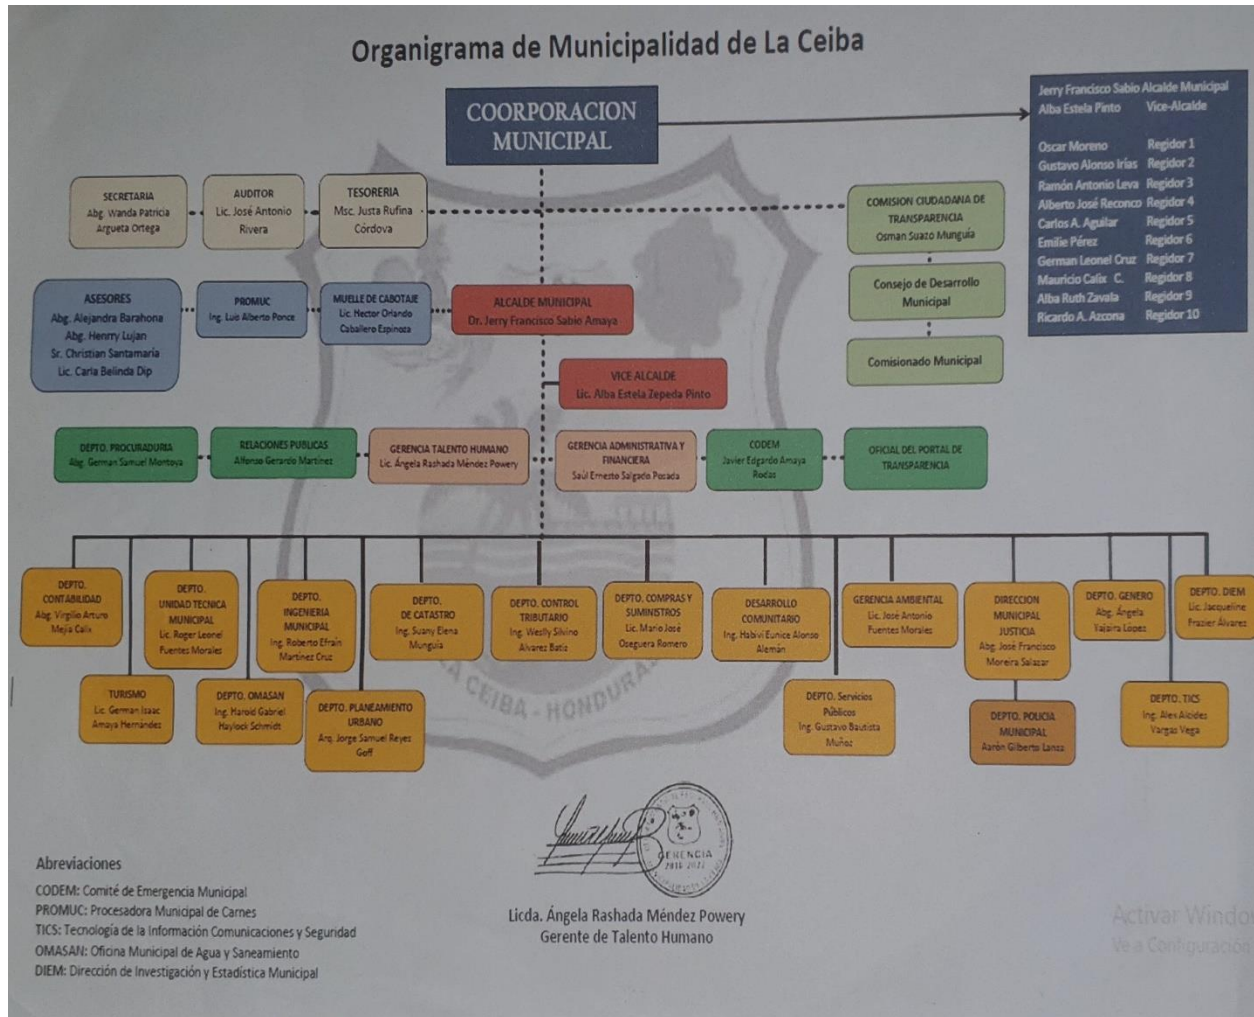 Organigrama de Municipalidad de La Ceiba
COORPORACION
MUNICIPAL
Jerry Francisco Sabio Alcalde Municipal
Alba Estela Pinto Vice-Alcalde
Oscar Moreno Regidor 1
Gustavo Alonso Irías Regidor 2
Ramón Antonio Leva Regidor 3
Alberto José Reconco Regidor 4
Carlos A. Aguilar Regidor 5
Emilie Pérez Regidor 6
German Leonel Cruz Regidor 7
Mauricio Calix C. Regidor 8
Alba Ruth Zavala Regidor 9
Ricardo A. Azcona Regidor 10
SECRETARIA
Abg. Wanda Patricia
Argueta Ortega
AUDITOR
Lic. José Antonio
Rivera
TESORERIA
Msc. Justa Rufina
Córdova
COMISION CIUDADANA DE
TRANSPARENCIA
Osman Suazo Munguía
Consejo de Desarrollo
Municipal
Comisionado Municipal
ASESORES
Abg. Alejandra Barahona
Abg. Henrry Lujan
Sr. Christian Santamaría
Lic. Carla Belinda Dip
PROMUC
Ing. Luis Alberto Ponce
MUELLE DE CABOTAJE
Lic. Hector Orlando
Caballero Espinoza
ALCALDE MUNICIPAL
Dr. Jerry Francisco Sabio Amaya
VICE ALCALDE
Lic. Alba Estela Zepeda Pinto
DEPTO. PROCURADURIA
Abg. German Samuel Montoya
RELACIONES PUBLICAS
Alfonso Gerardo Martinez
GERENCIA TALENTO HUMANO
Lic. Ángela Rashada Méndez Powery
GERENCIA ADMINISTRATIVA Y
FINANCIERA
Saúl Ernesto Salgado Posada
CODEM
Javier Edgardo Amaya
Rodas
OFICIAL DEL PORTAL DE
TRANSPARENCIA
DEPTO.
CONTABILIDAD
Abg. Virgilio Arturo
Mejia Calix
DEPTO.
UNIDAD TECNICA
MUNICIPAL
Lic. Roger Leonel
Fuentes Morales
DEPTO.
INGENIERIA
MUNICIPAL
Ing. Roberto Efraín
Martínez Cruz
DEPTO.
DE CATASTRO
Ing. Suany Elena
Munguía
DEPTO. CONTROL
TRIBUTARIO
Ing. Weslly Silvino
Alvarez Batiz
DEPTO. COMPRAS Y
SUMINISTROS
Lic. Mario José
Oseguera Romero
DESARROLLO
COMUNITARIO
Ing. Habivi Eunice Alonso
Alemán
GERENCIA AMBIENTAL
Lic. José Antonio
Fuentes Morales
DIRECCION
MUNICIPAL
JUSTICIA
Abg. José Francisco
Moreira Salazar
DEPTO. GENERO
Abg. Ángela
Yajaira López
DEPTO. DIEM
Lic. Jacqueline
Frazier Álvarez
TURISMO
Lic. German Isaac
Amaya Hernández
DEPTO. OMASAN
Ing. Harold Gabriel
Haylock Schmidt
DEPTO. PLANEAMIENTO
URBANO
Arq. Jorge Samuel Reyes
Goff
DEPTO. Servicios
Públicos
Ing. Gustavo Bautista
Muñoz
DEPTO. POLICIA
MUNICIPAL
Aarón Gilberto Lanza
DEPTO. TICS
Ing. Alex Alcides
Vargas Vega
LA CEIBA - HONDURAS
GERENCIA
Licda. Ángela Rashada Méndez Powery
Gerente de Talento Humano
Abreviaciones
CODEM: Comité de Emergencia Municipal
PROMUC: Procesadora Municipal de Carnes
TICS: Tecnología de la Información Comunicaciones y Seguridad
OMASAN: Oficina Municipal de Agua y Saneamiento
DIEM: Dirección de Investigación y Estadística Municipal
Activar Windo
Ve a Configuración